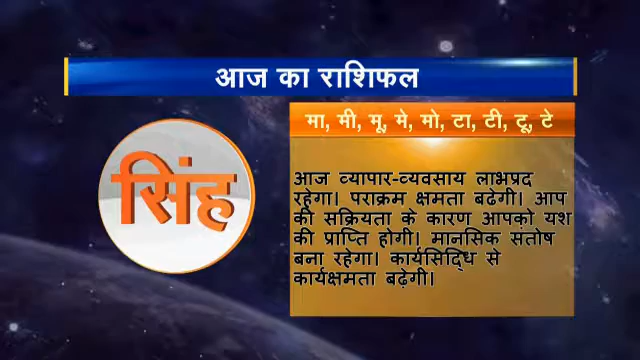 आज का राशिफल
मा, मी, मू, मे, मो, टा, टी, टू, टे
सिंह
आज व्यापार-व्यवसाय लाभप्रद
रहेगा। पराक्रम क्षमता बढेगी। आप
की सक्रियता के कारण आपको यश
की प्राप्ति होगी। मानसिक संतोष
बना रहेगा। कार्यसिद्धि से
कार्यक्षमता बढ़ेगी।